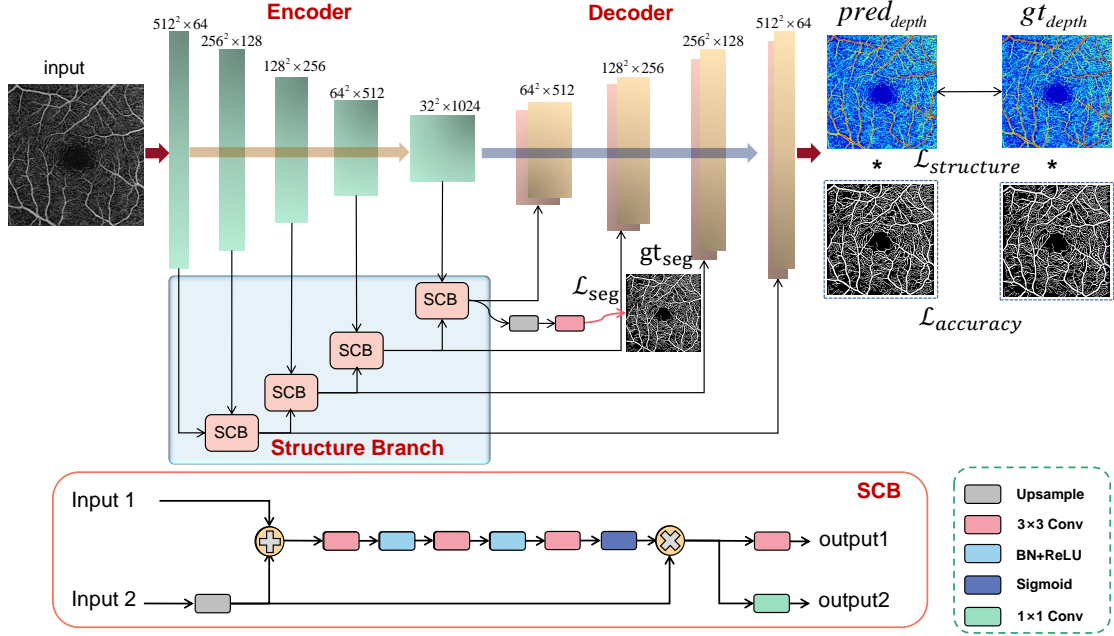 Encoder
Decoder
512² × 64
256² × 128
128² × 256
64² × 512
32² × 1024
64² × 512
128² × 256
256² × 128
512² × 64
pred_depth
gt_depth
input
*
ℒ_structure
*
gt_seg
ℒ_seg
ℒ_accuracy
SCB
SCB
SCB
SCB
Structure Branch
SCB
Input 1
Input 2
output1
output2
Upsample
3×3 Conv
BN+ReLU
Sigmoid
1×1 Conv